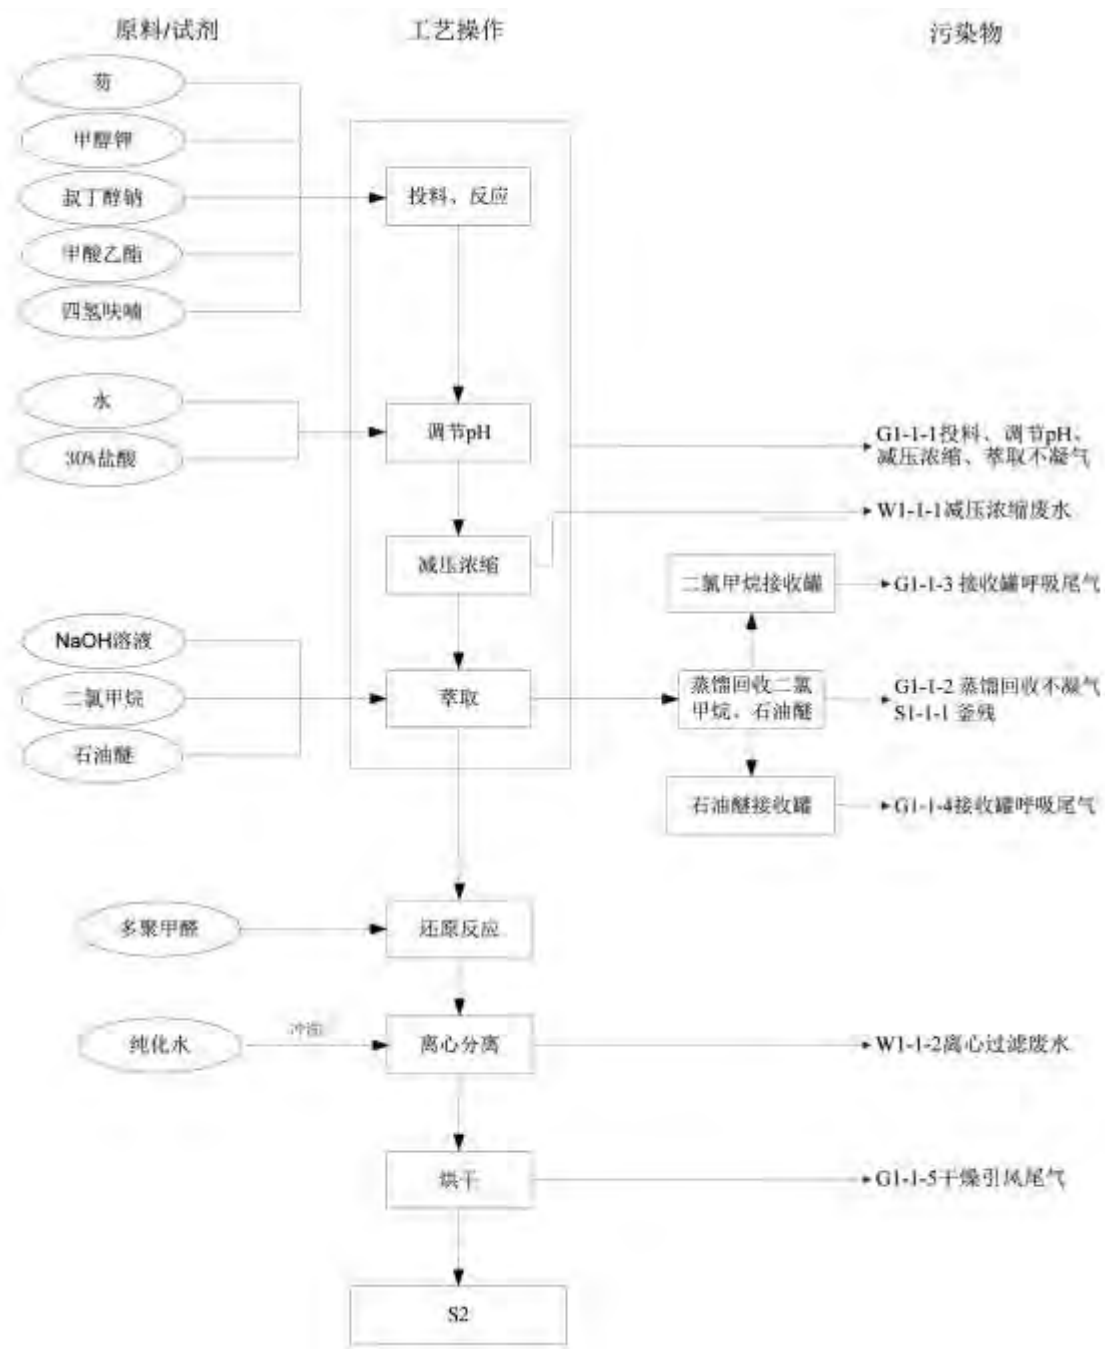 原料/试剂
工艺操作
污染物
芴
甲醇钾
叔丁醇钠
甲酸乙酯
四氢呋喃
投料、反应
水
30%盐酸
调节pH
G1-1-1投料、调节pH、
减压浓缩、萃取不凝气
W1-1-1减压浓缩废水
减压浓缩
二氯甲烷接收罐
G1-1-3 接收罐呼吸尾气
NaOH溶液
二氯甲烷
石油醚
萃取
蒸馏回收二氯
甲烷、石油醚
G1-1-2 蒸馏回收不凝气
S1-1-1 釜残
石油醚接收罐
G1-1-4接收罐呼吸尾气
多聚甲醛
还原反应
纯化水
冲洗
离心分离
W1-1-2离心过滤废水
烘干
G1-1-5干燥引风尾气
S2